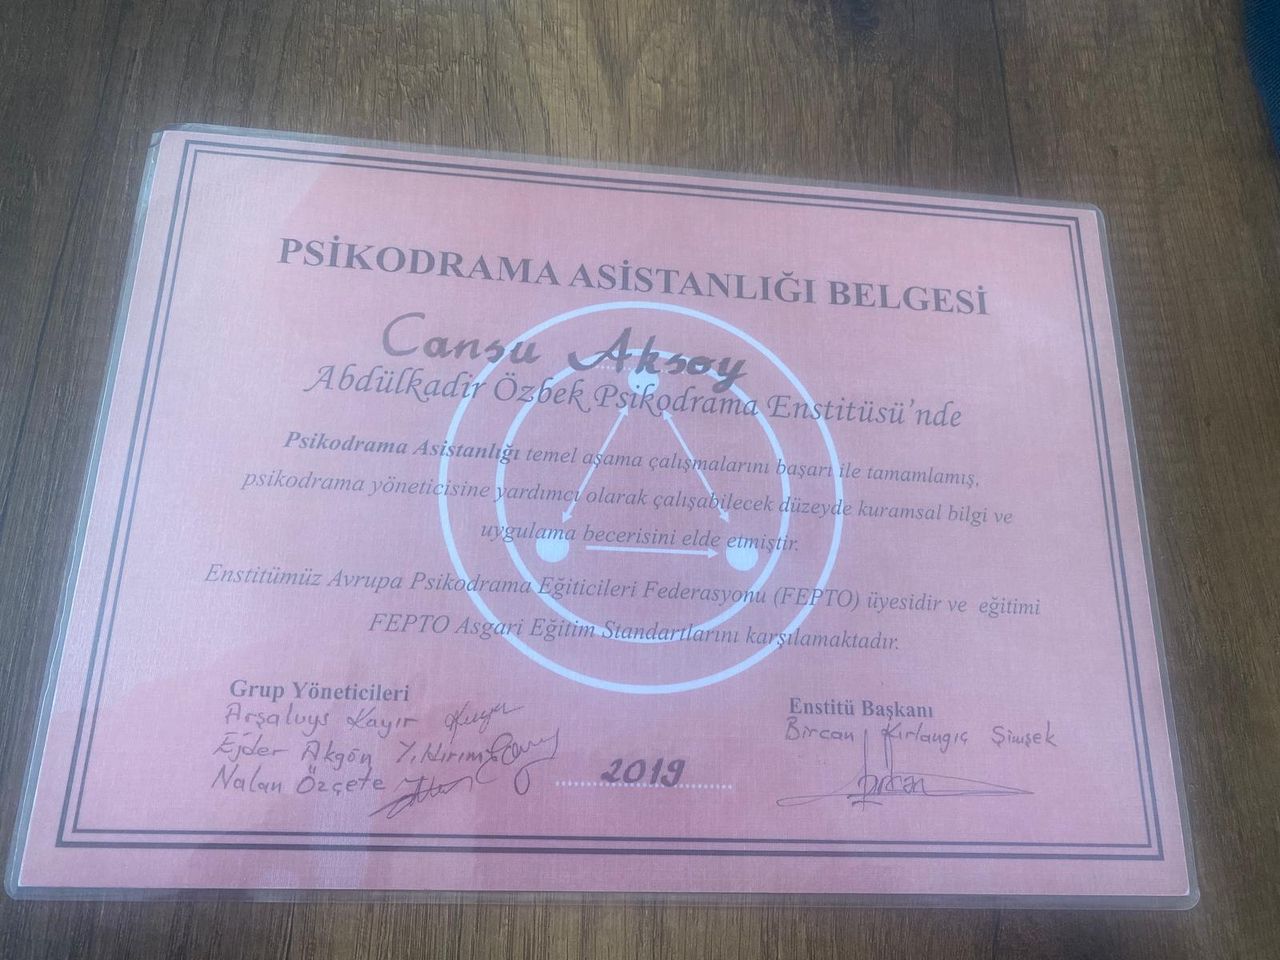 PSİKODRAMA ASİSTANLIĞI BELGESİ
Cansu Aksoy
Abdülkadir Özbek Psikodrama Enstitüsü'nde
Psikodrama Asistanlığı temel aşama çalışmalarını başarı ile tamamlamış,
psikodrama yöneticisine yardımcı olarak çalışabilecek düzeyde kuramsal bilgi ve
uygulama becerisini elde etmiştir.
Enstitümüz Avrupa Psikodrama Eğiticileri Federasyonu (FEPTO) üyesidir ve eğitimi
FEPTO Asgari Eğitim Standartlarını karşılamaktadır.
Grup Yöneticileri
Arşaluys Kayır
Ejder Akgün Yıldırım
Nalan Özçete
2019
Enstitü Başkanı
Bircan Kırlangıç Şimşek